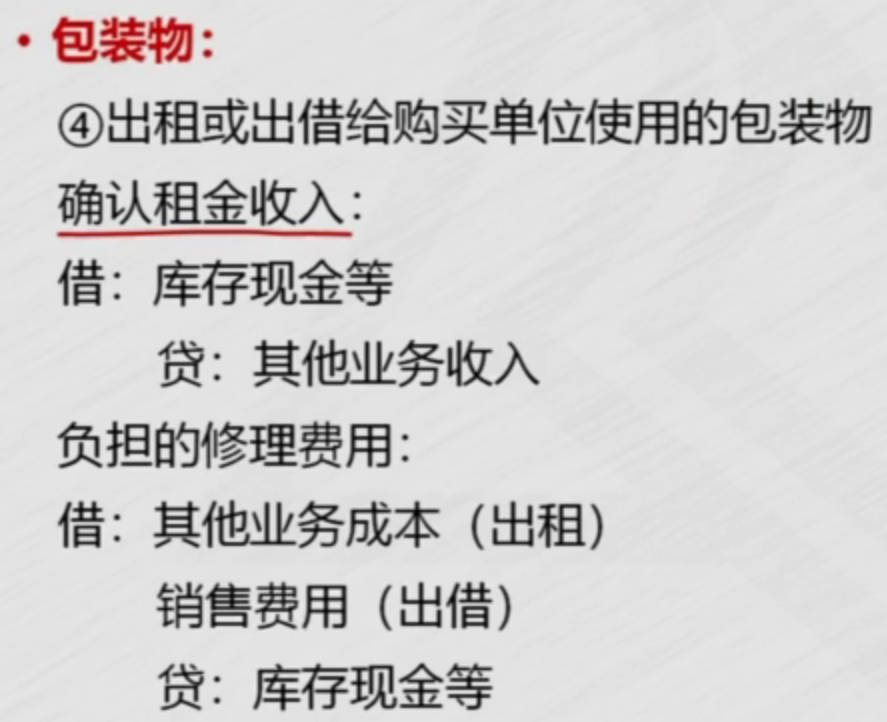 • 包装物：
④出租或出借给购买单位使用的包装物
确认租金收入：
借：库存现金等
贷：其他业务收入
负担的修理费用：
借：其他业务成本（出租）
销售费用（出借）
贷：库存现金等